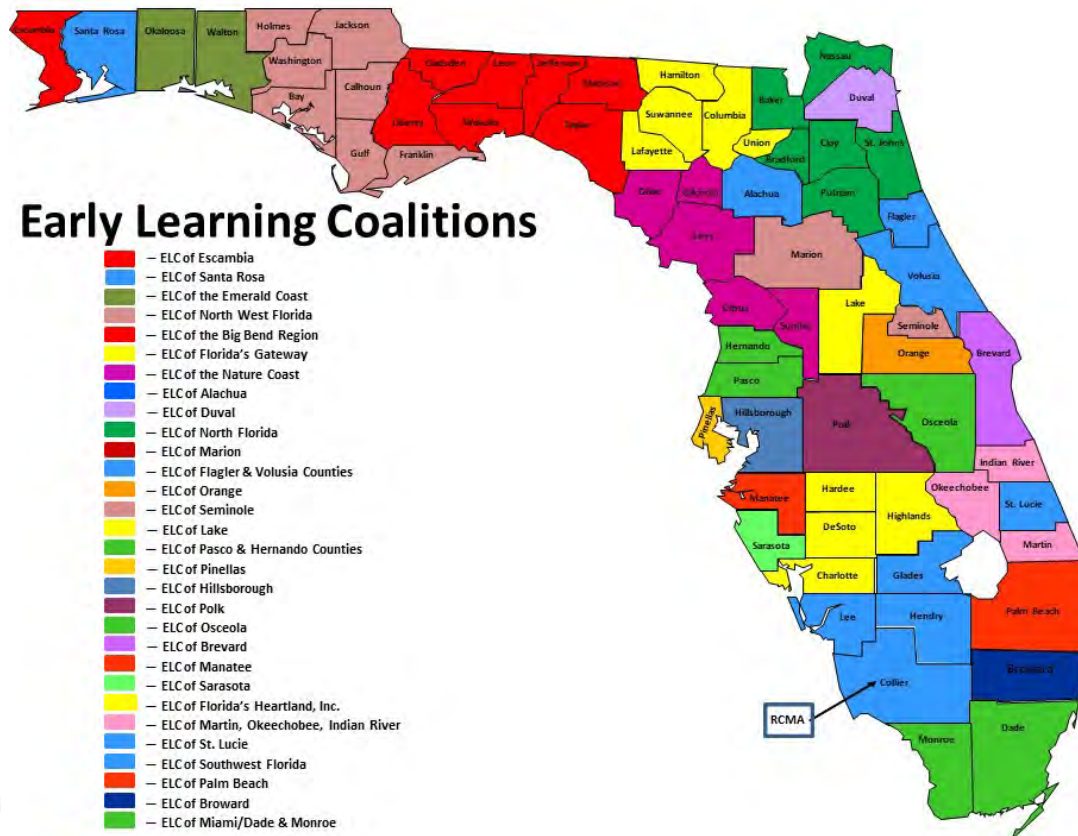 Escambia
Santa Rosa
Okaloosa
Walton
Holmes
Jackson
Washington
Bay
Calhoun
Gulf
Franklin
Gadsden
Leon
Jefferson
Madison
Liberty
Wakulla
Taylor
Hamilton
Suwannee
Columbia
Lafayette
Union
Baker
Nassau
Duval
Bradford
Clay
St. Johns
Putnam
Alachua
Dixie
Gilchrist
Levy
Marion
Flagler
Volusia
Citrus
Sumter
Lake
Seminole
Orange
Brevard
Hernando
Pasco
Pinellas
Hillsborough
Polk
Osceola
Indian River
Okeechobee
St. Lucie
Martin
Manatee
Hardee
Highlands
DeSoto
Sarasota
Charlotte
Glades
Lee
Hendry
Palm Beach
Broward
Collier
RCMA
Monroe
Dade
Early Learning Coalitions
– ELC of Escambia
– ELC of Santa Rosa
– ELC of the Emerald Coast
– ELC of North West Florida
– ELC of the Big Bend Region
– ELC of Florida's Gateway
– ELC of the Nature Coast
– ELC of Alachua
– ELC of Duval
– ELC of North Florida
– ELC of Marion
– ELC of Flagler & Volusia Counties
– ELC of Orange
– ELC of Seminole
– ELC of Lake
– ELC of Pasco & Hernando Counties
– ELC of Pinellas
– ELC of Hillsborough
– ELC of Polk
– ELC of Osceola
– ELC of Brevard
– ELC of Manatee
– ELC of Sarasota
– ELC of Florida's Heartland, Inc.
– ELC of Martin, Okeechobee, Indian River
– ELC of St. Lucie
– ELC of Southwest Florida
– ELC of Palm Beach
– ELC of Broward
– ELC of Miami/Dade & Monroe